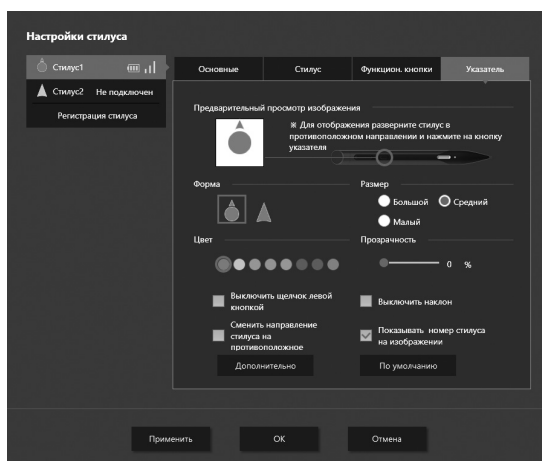 Настройки стилуса
Стилус1
Стилус2 Не подключен
Регистрация стилуса
Основные Стилус Функцион. кнопки Указатель
Предварительный просмотр изображения
※ Для отображения разверните стилус в
противоположном направлении и нажмите на кнопку
указателя
Форма Размер
Большой Средний
Малый
Цвет Прозрачность
0 %
Выключить щелчок левой
кнопкой
Выключить наклон
Сменить направление
стилуса на
противоположное
Показывать номер стилуса
на изображении
Дополнительно По умолчанию
Применить ОК Отмена